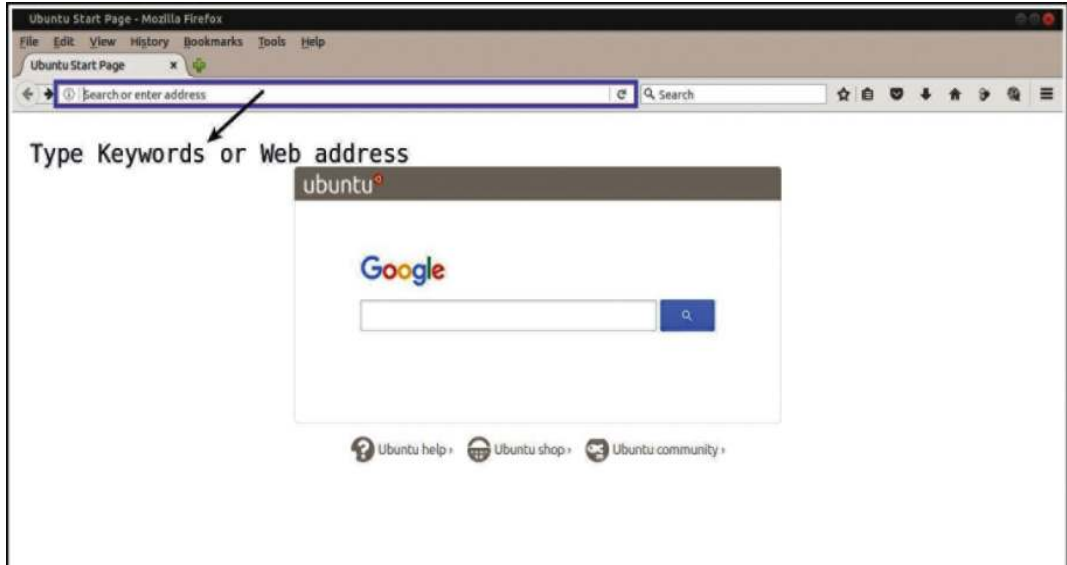 Ubuntu Start Page - Mozilla Firefox
File Edit View History Bookmarks Tools Help
Ubuntu Start Page
Search or enter address
Search
Type Keywords or Web address
ubuntu
Google
Ubuntu help › Ubuntu shop › Ubuntu community ›